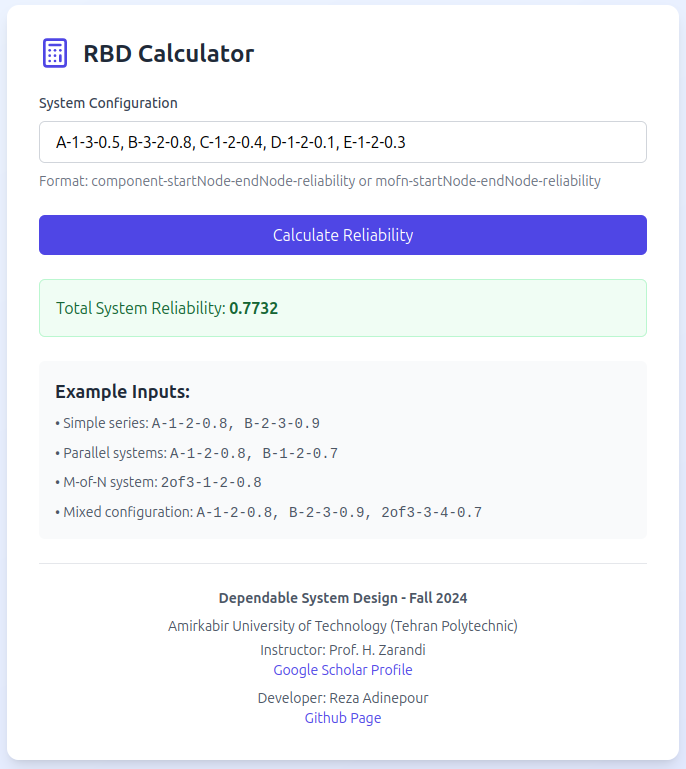 RBD Calculator
System Configuration
A-1-3-0.5, B-3-2-0.8, C-1-2-0.4, D-1-2-0.1, E-1-2-0.3
Format: component-startNode-endNode-reliability or mofn-startNode-endNode-reliability
Calculate Reliability
Total System Reliability: 0.7732
Example Inputs:
• Simple series: A-1-2-0.8, B-2-3-0.9
• Parallel systems: A-1-2-0.8, B-1-2-0.7
• M-of-N system: 2of3-1-2-0.8
• Mixed configuration: A-1-2-0.8, B-2-3-0.9, 2of3-3-4-0.7
Dependable System Design - Fall 2024
Amirkabir University of Technology (Tehran Polytechnic)
Instructor: Prof. H. Zarandi
Google Scholar Profile
Developer: Reza Adinepour
Github Page